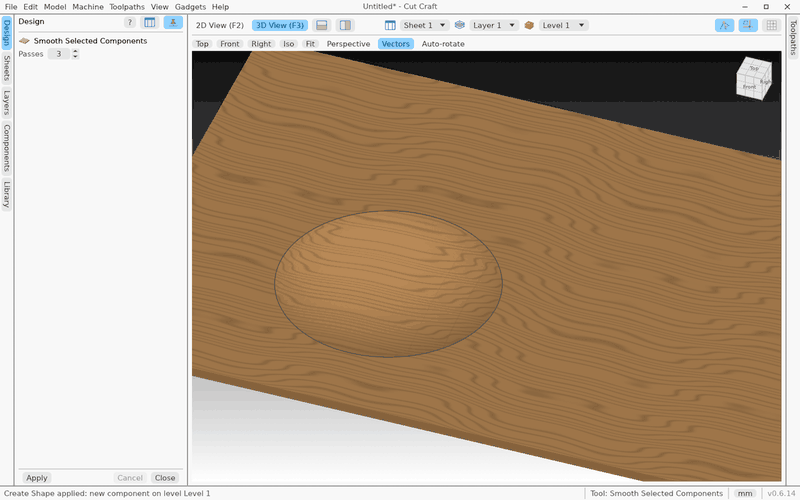 Untitled* - Cut Craft
File Edit Model Machine Toolpaths View Gadgets Help
Design ?
Smooth Selected Components
Passes 3
Design
Sheets
Layers
Components
Library
2D View (F2) 3D View (F3) Sheet 1 Layer 1 Level 1
Top Front Right Iso Fit Perspective Vectors Auto-rotate
Toolpaths
Top
Front
Right
Apply Cancel Close
Create Shape applied: new component on level Level 1
Tool: Smooth Selected Components mm v0.6.14